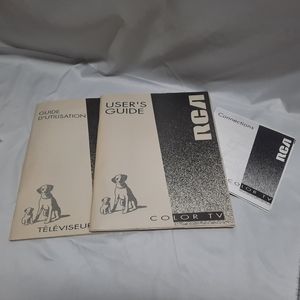 GUIDE
D'UTILISATION
TÉLÉVISEUR
USER'S
GUIDE
RCA
COLOR TV
Connections
RCA
COLOR TV